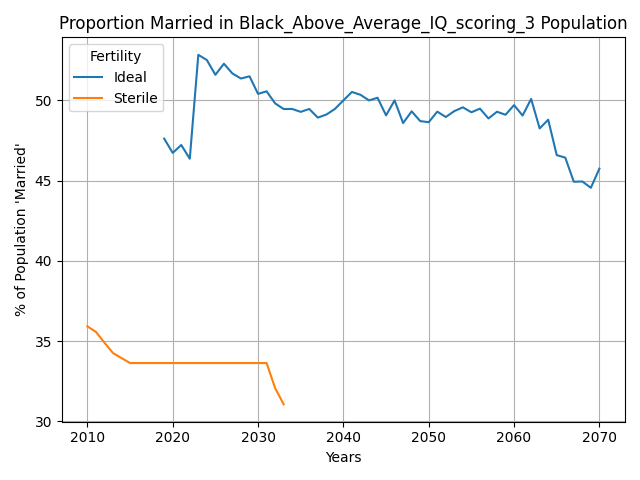 Proportion Married in Black_Above_Average_IQ_scoring_3 Population
Fertility
Ideal
Sterile
% of Population 'Married'
50
45
40
35
30
2010 2020 2030 2040 2050 2060 2070
Years